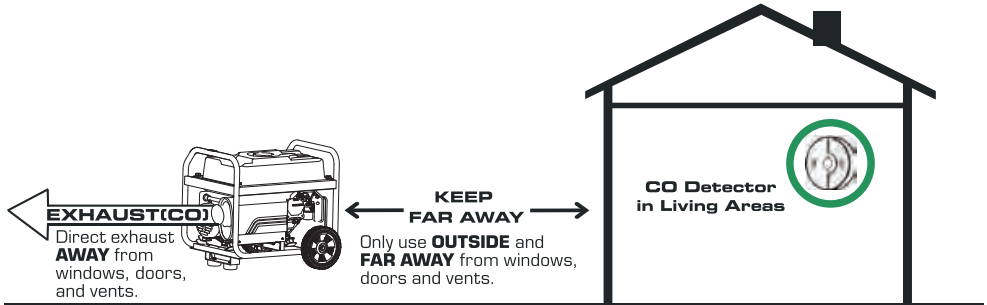 EXHAUST(CO)
Direct exhaust
AWAY from
windows, doors,
and vents.
KEEP
FAR AWAY
Only use OUTSIDE and
FAR AWAY from windows,
doors and vents.
CO Detector
in Living Areas